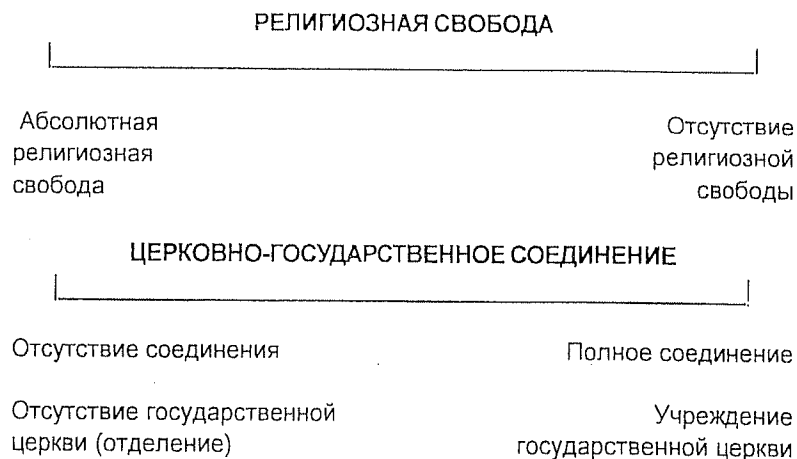 РЕЛИГИОЗНАЯ СВОБОДА
Абсолютная
религиозная
свобода
Отсутствие
религиозной
свободы
ЦЕРКОВНО-ГОСУДАРСТВЕННОЕ СОЕДИНЕНИЕ
Отсутствие соединения
Полное соединение
Отсутствие государственной
церкви (отделение)
Учреждение
государственной церкви